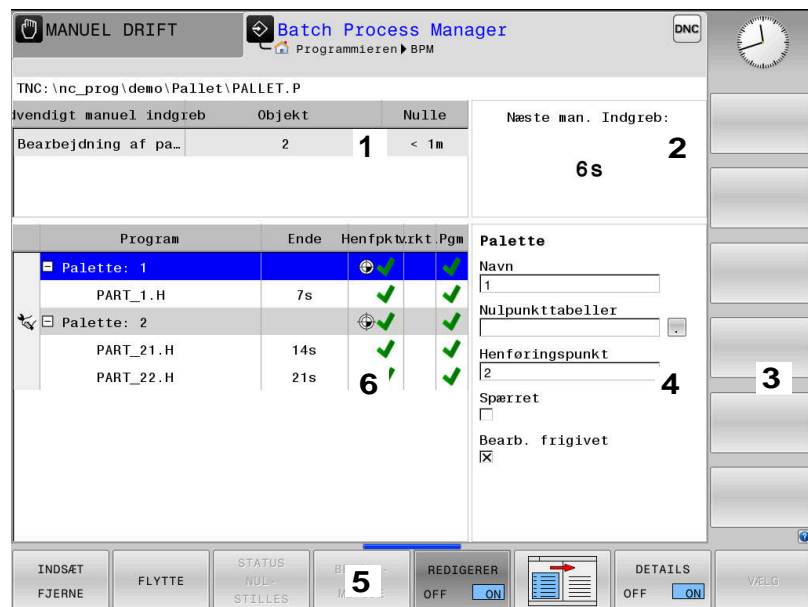 MANUEL DRIFT
Batch Process Manager
Programmieren BPM
DNC
TNC:\nc_prog\demo\Pallet\PALLET.P
dvendigt manuel indgreb Objekt Nulle
Bearbejdning af pa… 2 < 1m
1
Næste man. Indgreb:
6s
2
Program Ende Henfpkt v.rkt. Pgm
Palette: 1
PART_1.H 7s
Palette: 2
PART_21.H 14s
PART_22.H 21s
6
Palette
Navn
1
Nulpunkttabeller
Henføringspunkt
2
4
Spærret
Bearb. frigivet
3
INDSÆT
FJERNE
FLYTTE
STATUS
NUL-
STILLES
5
REDIGERER
OFF ON
DETAILS
OFF ON
VÆLG